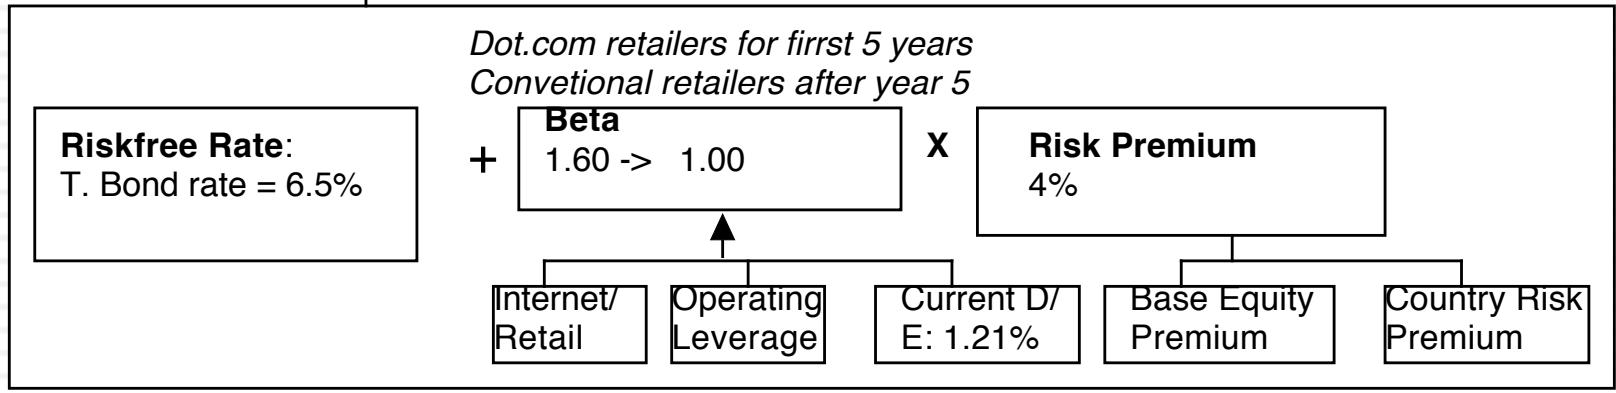 Dot.com retailers for firrst 5 years
Convetional retailers after year 5
Riskfree Rate:
T. Bond rate = 6.5%
+
Beta
1.60 -> 1.00
X
Risk Premium
4%
Internet/
Retail
Operating
Leverage
Current D/
E: 1.21%
Base Equity
Premium
Country Risk
Premium